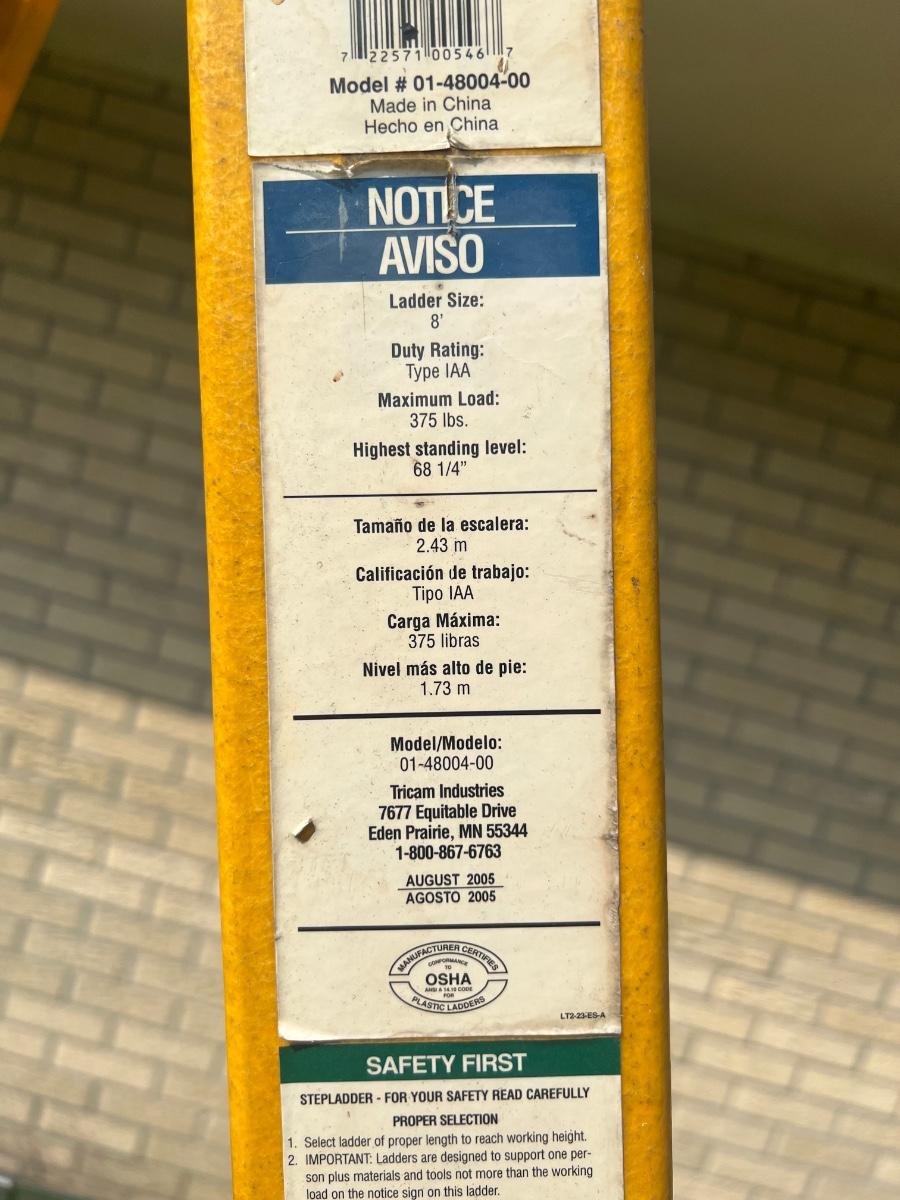 7 22571 00546 7
Model # 01-48004-00
Made in China
Hecho en China
NOTICE
AVISO
Ladder Size:
8'
Duty Rating:
Type IAA
Maximum Load:
375 lbs.
Highest standing level:
68 1/4”
Tamaño de la escalera:
2.43 m
Calificación de trabajo:
Tipo IAA
Carga Máxima:
375 libras
Nivel más alto de pie:
1.73 m
Model/Modelo:
01-48004-00
Tricam Industries
7677 Equitable Drive
Eden Prairie, MN 55344
1-800-867-6763
AUGUST 2005
AGOSTO 2005
MANUFACTURER CERTIFIES
CONFORMANCE
TO
OSHA
ANSI A 14.10 CODE
FOR
PLASTIC LADDERS
LT2-23-ES-A
SAFETY FIRST
STEPLADDER - FOR YOUR SAFETY READ CAREFULLY
PROPER SELECTION
1. Select ladder of proper length to reach working height.
2. IMPORTANT: Ladders are designed to support one per-
son plus materials and tools not more than the working
load on the notice sign on this ladder.